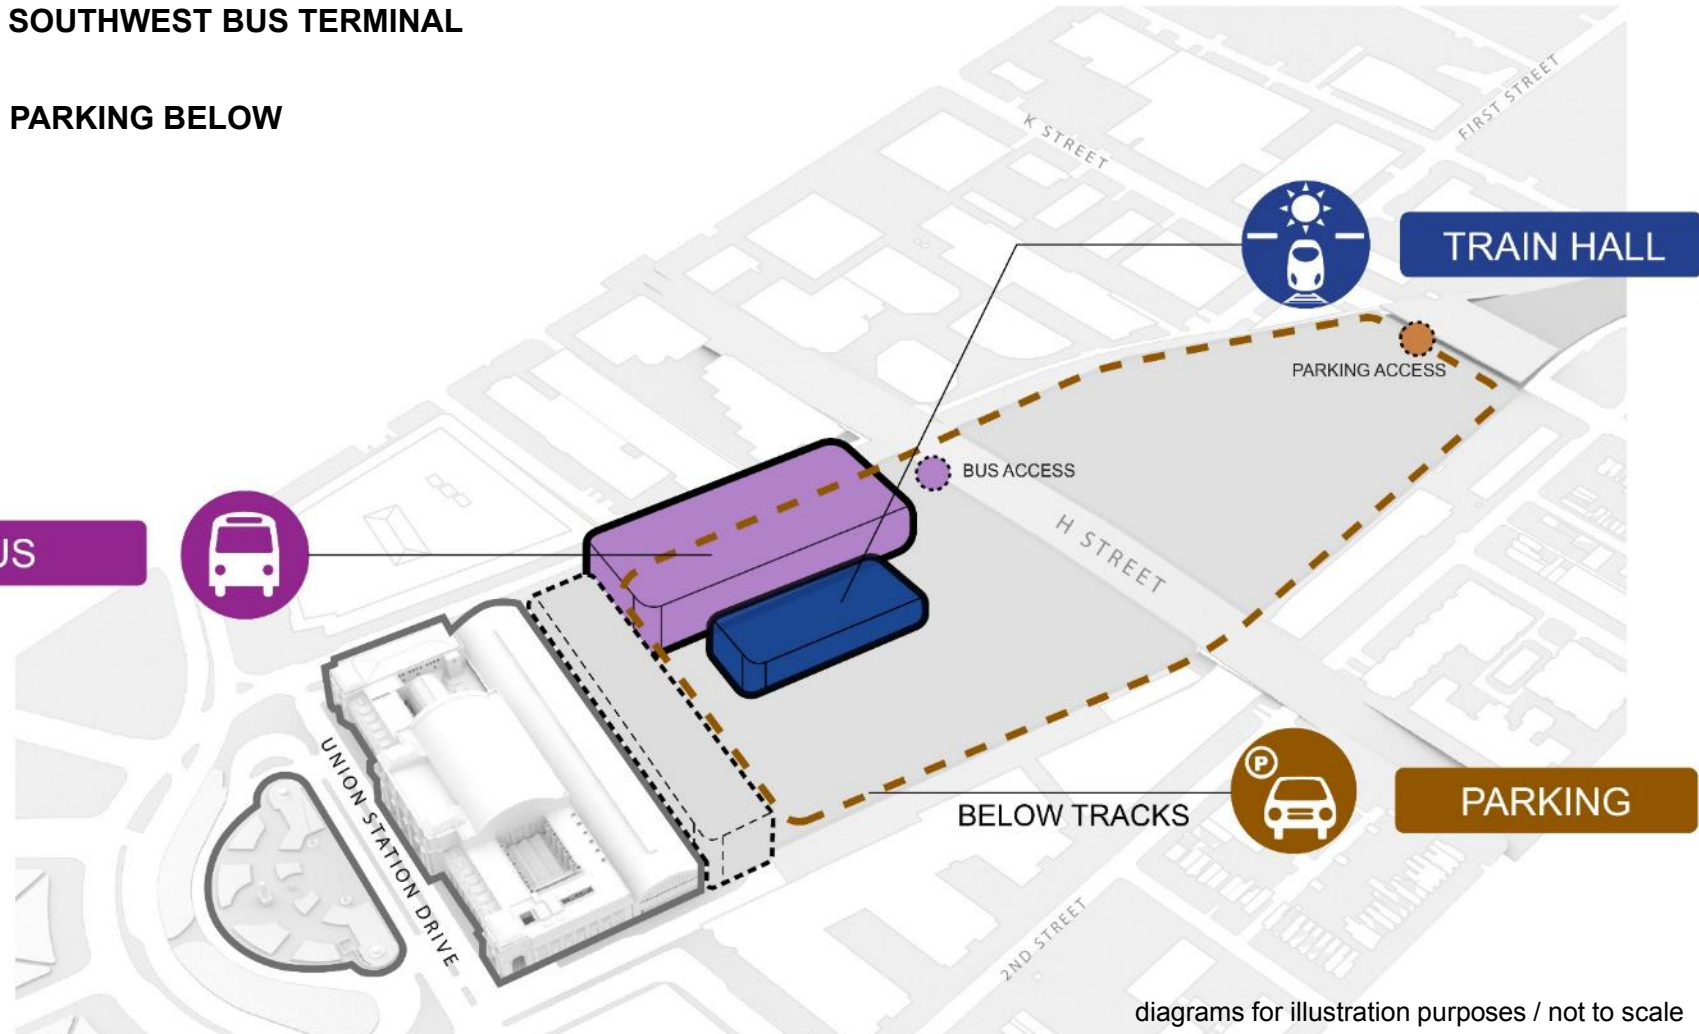 SOUTHWEST BUS TERMINAL
PARKING BELOW
K STREET
FIRST STREET
TRAIN HALL
PARKING ACCESS
BUS ACCESS
H STREET
UNION STATION DRIVE
P
BELOW TRACKS
PARKING
2ND STREET
diagrams for illustration purposes / not to scale